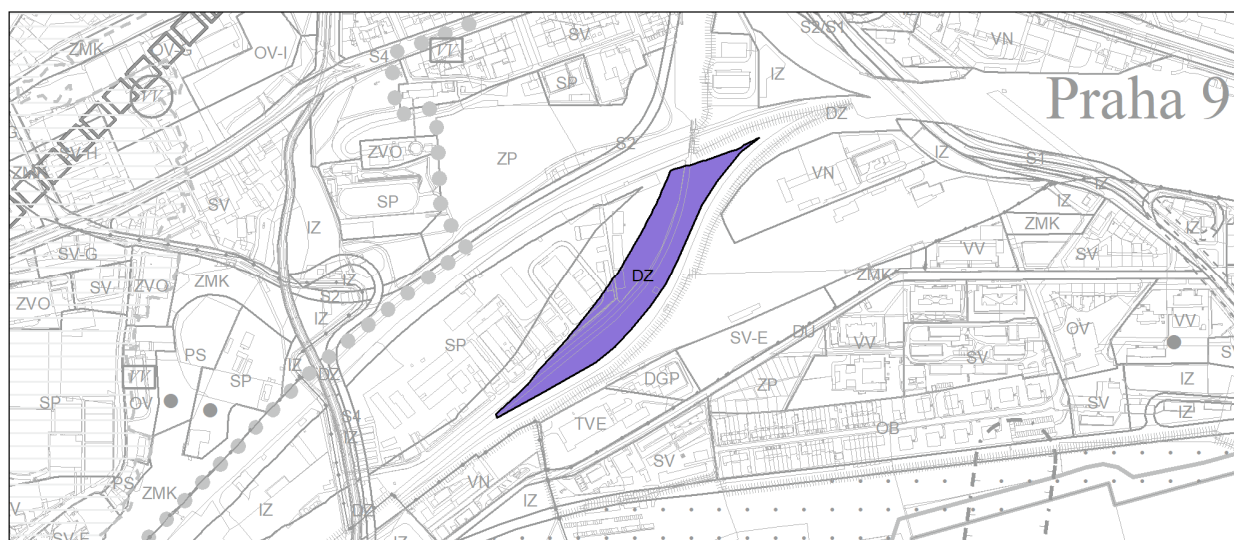 ZMK
OV-G
OV-I
S4
VV
SV
S2/S1
VN
SP
IZ
DZ
Praha 9
VV
SV-H
ZVO
ZP
S2
VN
IZ
S1
ZMK
SV
SP
IZ
IZ
IZ
ZMK
IZ
SV-G
ZVO
SV
ZVO
ZMK
IZ
S2
IZ
DZ
ZMK
VV
SV
PS
SP
IZ
DZ
SP
SV-E
DU
VV
SV
OV
VV
SV
SP
VV
OV
S4
IZ
DGP
ZP
IZ
TVE
OB
SV
IZ
PS
ZMK
IZ
DZ
VN
SV
IZ
SV-E
IZ